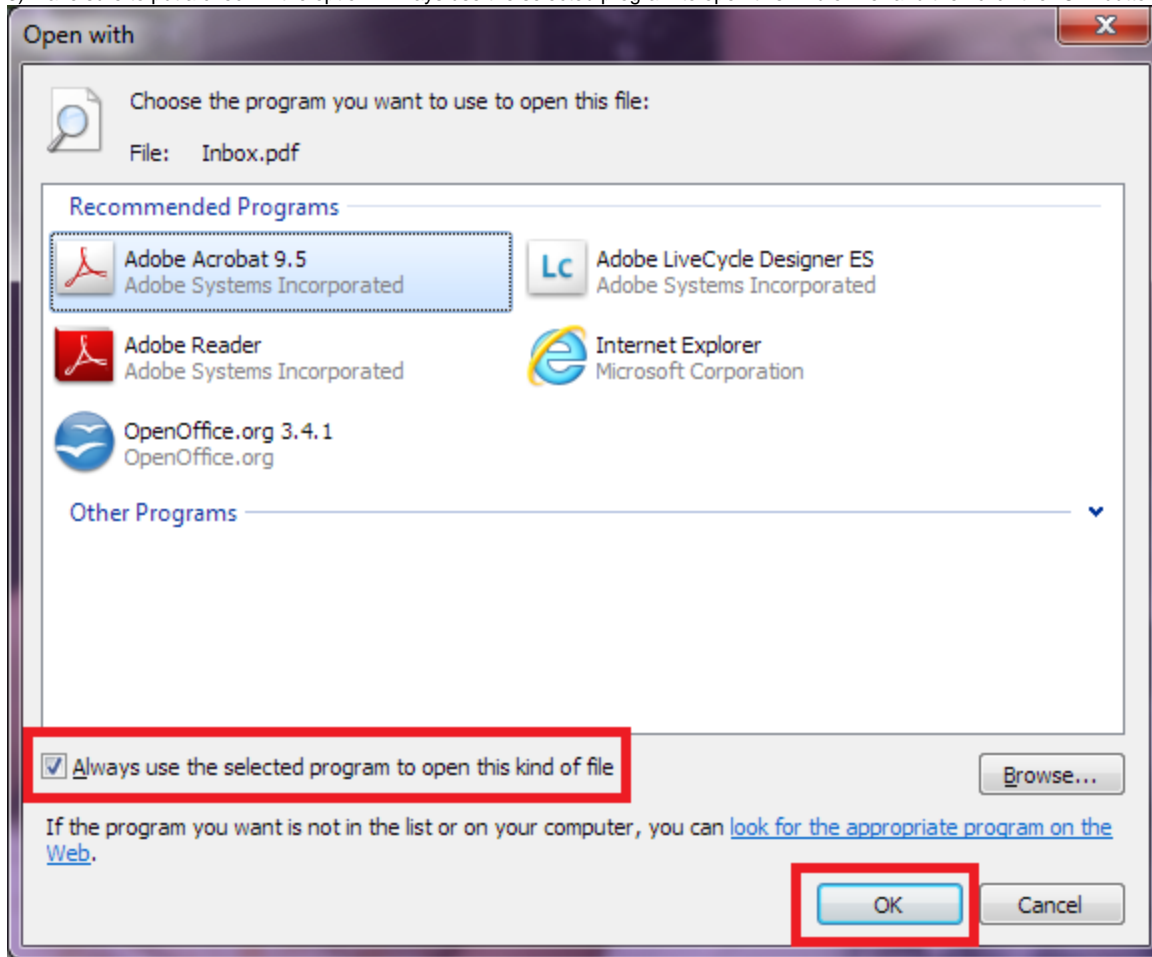 Open with
Choose the program you want to use to open this file:
File: Inbox.pdf
Recommended Programs
Adobe Acrobat 9.5
Adobe Systems Incorporated
LC Adobe LiveCycle Designer ES
Adobe Systems Incorporated
Adobe Reader
Adobe Systems Incorporated
Internet Explorer
Microsoft Corporation
OpenOffice.org 3.4.1
OpenOffice.org
Other Programs
Always use the selected program to open this kind of file
Browse...
If the program you want is not in the list or on your computer, you can look for the appropriate program on the
Web.
OK Cancel